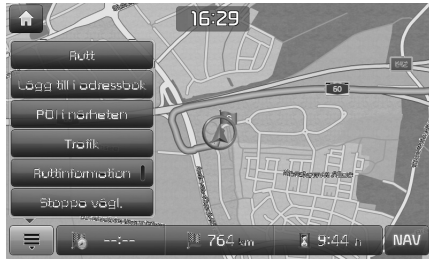 16:29
Rutt
Lägg till i adressbok
POI i närheten
60
Trafik
Ruttinformation
Stoppa vägl.
--:--
764 km
9:44 h
NAV